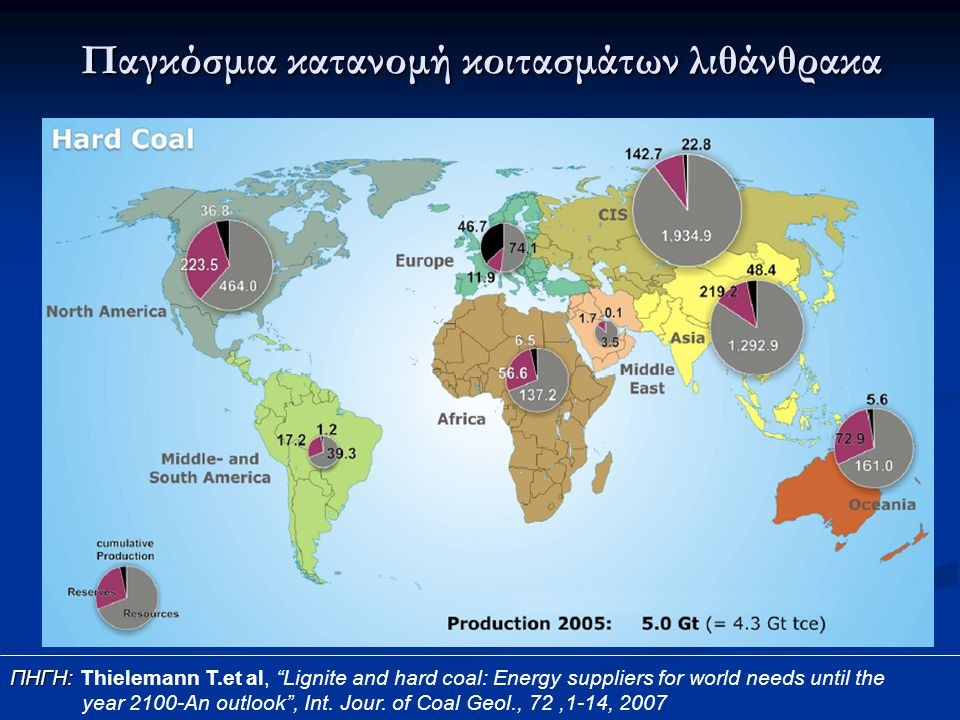 Παγκόσμια κατανομή κοιτασμάτων λιθάνθρακα
Hard Coal
36.8
223.5
464.0
North America
46.7
74.1
11.9
Europe
142.7
22.8
CIS
1,934.9
48.4
219.2
Asia
1,292.9
1.7
0.1
3.5
Middle
East
6.5
56.6
137.2
Africa
1.2
17.2
39.3
Middle- and
South America
5.6
72.9
161.0
Oceania
cumulative
Production
Reserves
Resources
Production 2005: 5.0 Gt (= 4.3 Gt tce)
ΠΗΓΗ: Thielemann T.et al, “Lignite and hard coal: Energy suppliers for world needs until the
year 2100-An outlook”, Int. Jour. of Coal Geol., 72 ,1-14, 2007